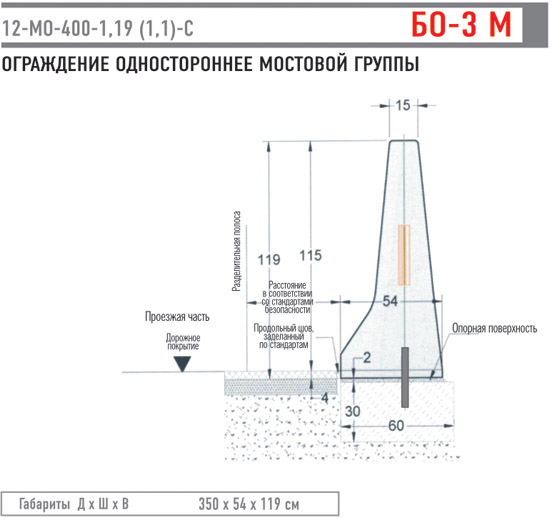 12-МО-400-1,19 (1,1)-С
БО-3 М
ОГРАЖДЕНИЕ ОДНОСТОРОННЕЕ МОСТОВОЙ ГРУППЫ
15
Разделительная полоса
119
115
Расстояние
в соответствии
со стандартами
безопасности
54
Проезжая часть
Дорожное
покрытие
Продольный шов,
заделанный
по стандартам
Опорная поверхность
2
4
30
60
Габариты Д х Ш х В 350 х 54 х 119 см